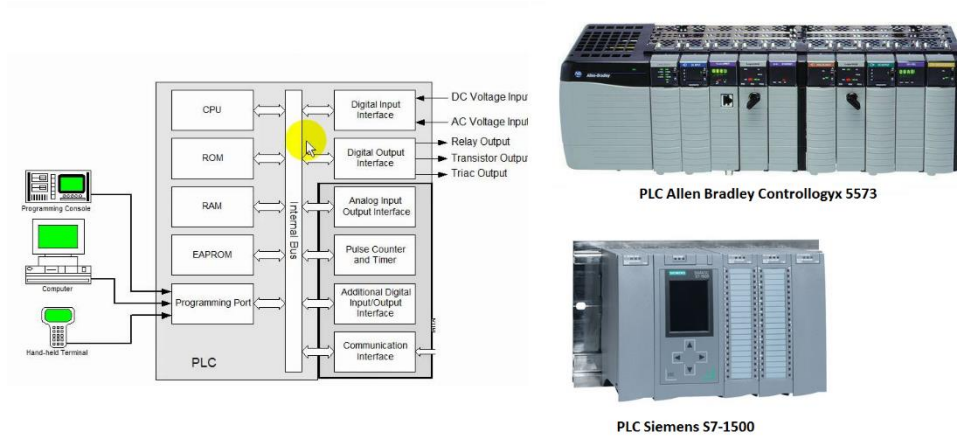 CPU
ROM
RAM
EAPROM
Programming Port
PLC
Internal Bus
Digital Input
Interface
Digital Output
Interface
Analog Input
Output Interface
Pulse Counter
and Timer
Additional Digital
Input/Output
Interface
Communication
Interface
DC Voltage Input
AC Voltage Input
Relay Output
Transistor Output
Triac Output
Programming Console
Computer
Hand-held Terminal
Allen-Bradley
PLC Allen Bradley Controllogyx 5573
SIEMENS
PLC Siemens S7-1500